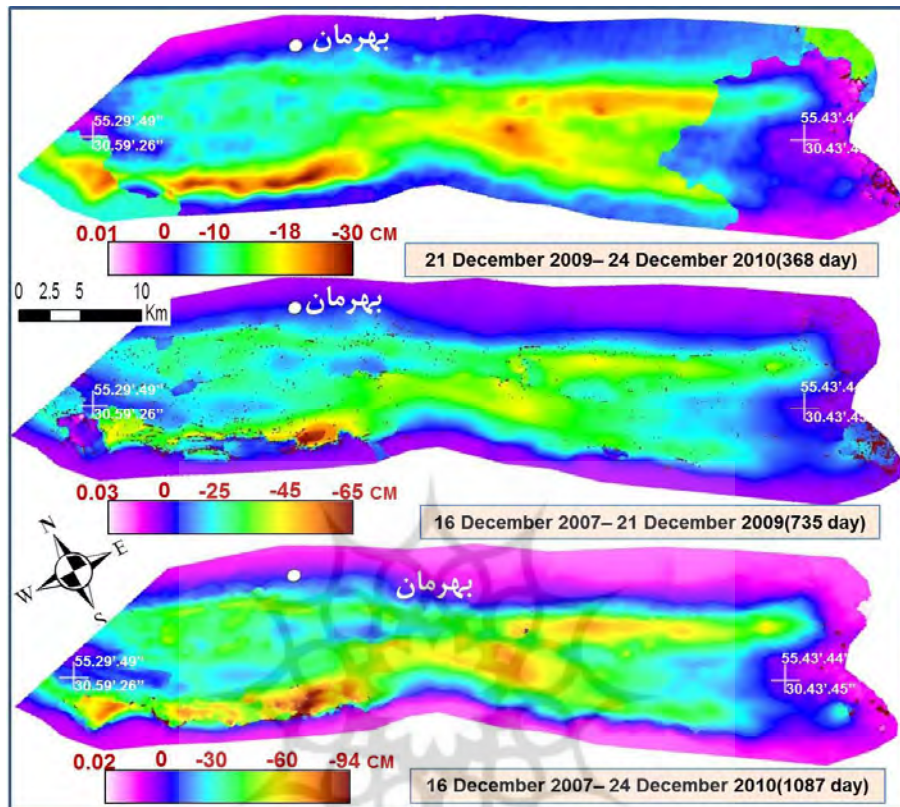 بهرمان
55.29'.49"
30.59'.26"
55.43'.4
30.43'.4
0.01 0 -10 -18 -30 CM
21 December 2009– 24 December 2010(368 day)
0 2.5 5 10
Km
بهرمان
55.29'.49"
30.59'.26"
55.43'.44
30.43'.45
0.03 0 -25 -45 -65 CM
16 December 2007– 21 December 2009(735 day)
N
E
W
S
بهرمان
55.29'.49"
30.59'.26"
55.43'.44"
30.43'.45"
0.02 0 -30 -60 -94 CM
16 December 2007– 24 December 2010(1087 day)